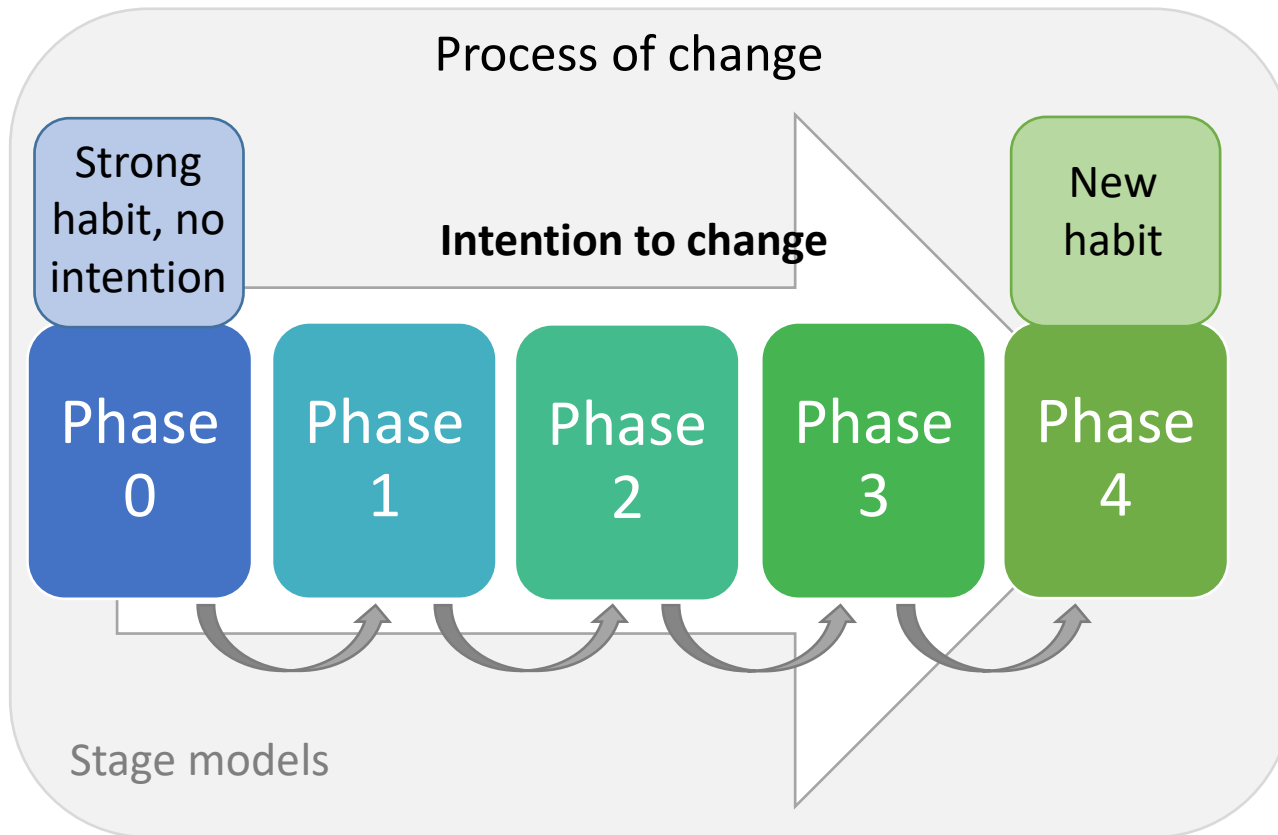 Process of change
Strong
habit, no
intention
Intention to change
New
habit
Phase
0
Phase
1
Phase
2
Phase
3
Phase
4
Stage models